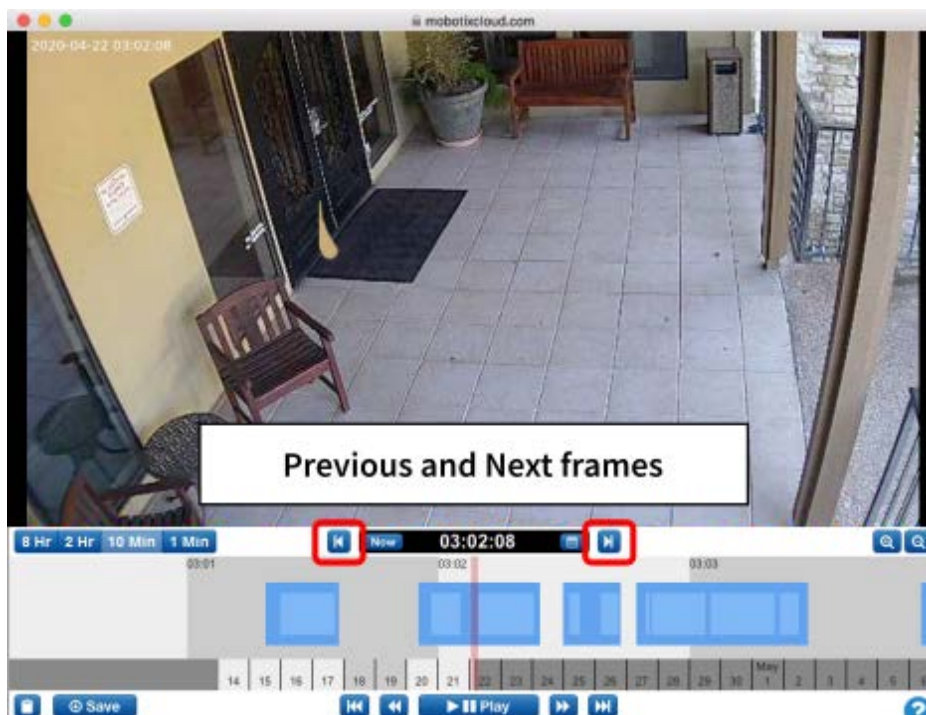 mobotixcloud.com
2020-04-22 03:02:08
Previous and Next frames
8 Hr 2 Hr 10 Min 1 Min Now 03:02:08
03:01 03:02 03:03
May
14 15 16 17 18 19 20 21 22 23 24 25 26 27 28 29 30 1 2 3 4 5
Save Play ?